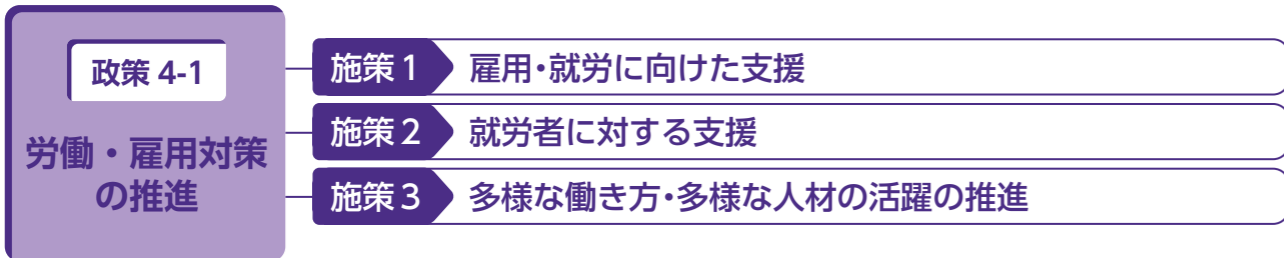 政策 4-1
労働・雇用対策
の推進
施策 1 雇用・就労に向けた支援
施策 2 就労者に対する支援
施策 3 多様な働き方・多様な人材の活躍の推進